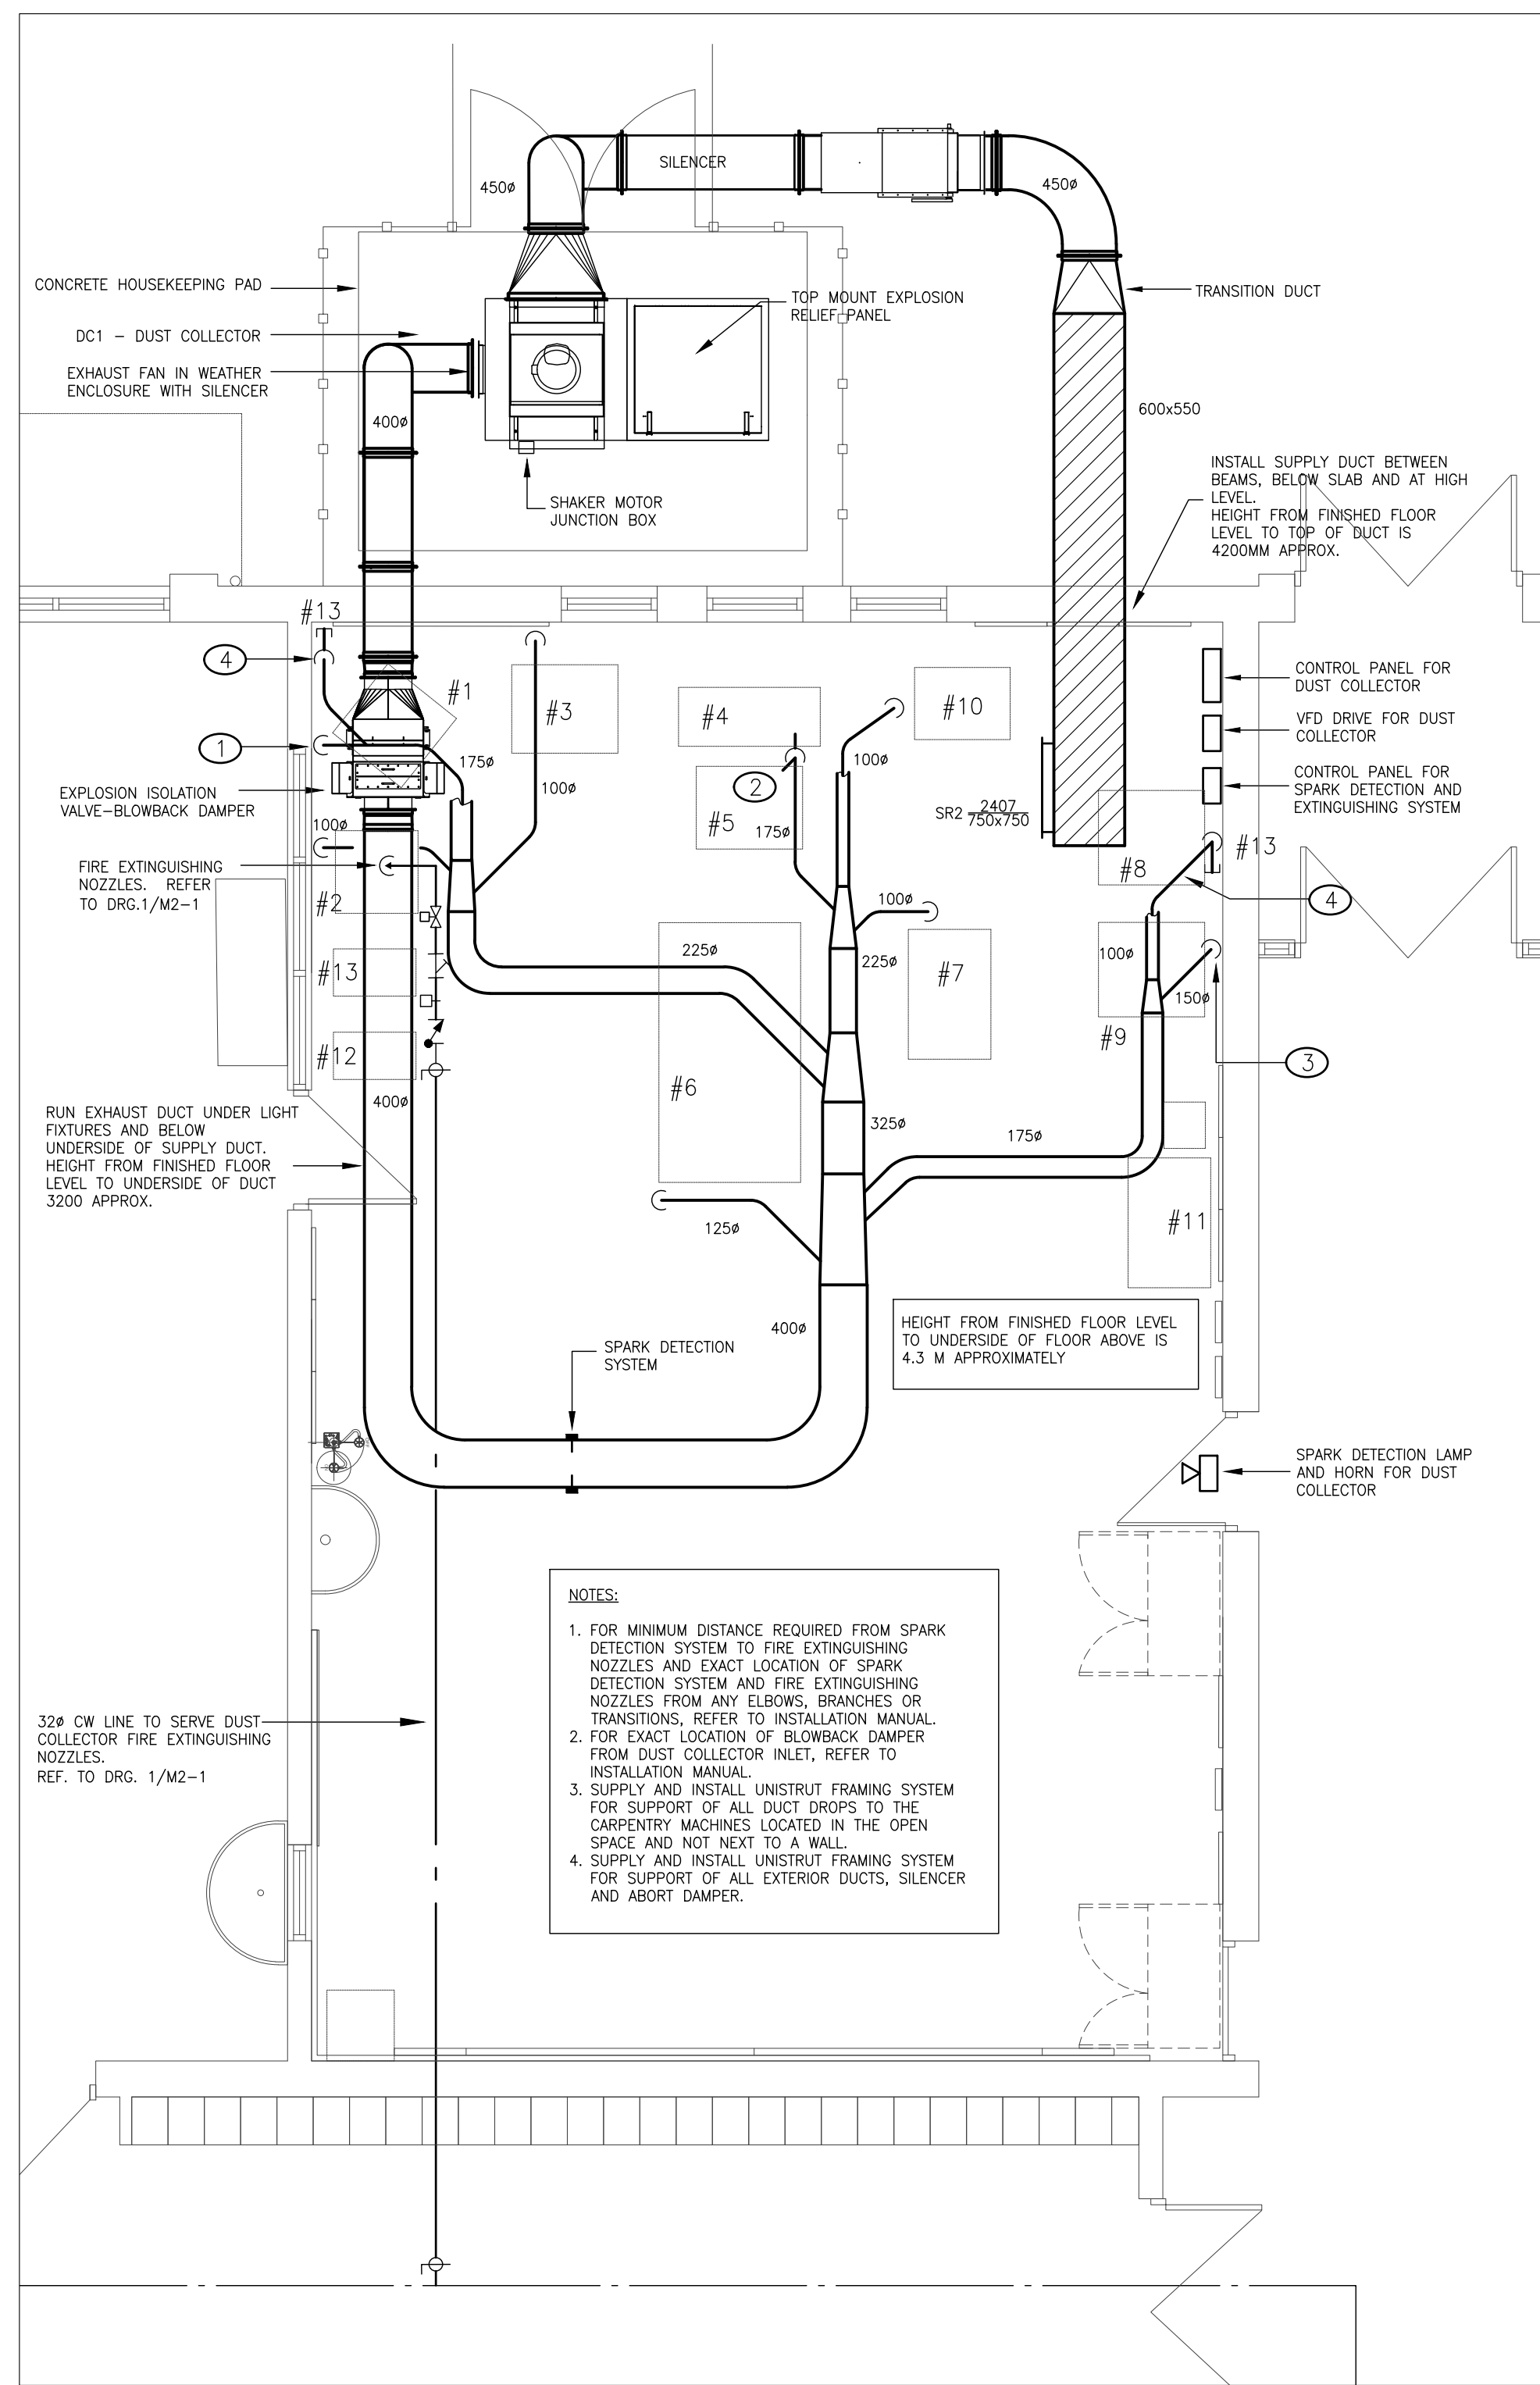 SILENCER
450ø
450ø
CONCRETE HOUSEKEEPING PAD
TOP MOUNT EXPLOSION
RELIEF PANEL
TRANSITION DUCT
DC1 – DUST COLLECTOR
EXHAUST FAN IN WEATHER
ENCLOSURE WITH SILENCER
400ø
600x550
INSTALL SUPPLY DUCT BETWEEN
BEAMS, BELOW SLAB AND AT HIGH
LEVEL.
HEIGHT FROM FINISHED FLOOR
LEVEL TO TOP OF DUCT IS
4200MM APPROX.
SHAKER MOTOR
JUNCTION BOX
#13
4
#1
#3
#4
#10
CONTROL PANEL FOR
DUST COLLECTOR
1
175ø
100ø
100ø
VFD DRIVE FOR DUST
COLLECTOR
EXPLOSION ISOLATION
VALVE–BLOWBACK DAMPER
2
CONTROL PANEL FOR
SPARK DETECTION AND
EXTINGUISHING SYSTEM
SR2 2407
750x750
100ø
#5
175ø
#13
FIRE EXTINGUISHING
NOZZLES. REFER
TO DRG.1/M2–1
#8
4
#2
100ø
225ø
225ø
100ø
#13
#7
150ø
#12
#9
3
#6
400ø
RUN EXHAUST DUCT UNDER LIGHT
FIXTURES AND BELOW
UNDERSIDE OF SUPPLY DUCT.
HEIGHT FROM FINISHED FLOOR
LEVEL TO UNDERSIDE OF DUCT
3200 APPROX.
325ø
175ø
125ø
#11
400ø
HEIGHT FROM FINISHED FLOOR LEVEL
TO UNDERSIDE OF FLOOR ABOVE IS
4.3 M APPROXIMATELY
SPARK DETECTION
SYSTEM
SPARK DETECTION LAMP
AND HORN FOR DUST
COLLECTOR
NOTES:
1. FOR MINIMUM DISTANCE REQUIRED FROM SPARK
DETECTION SYSTEM TO FIRE EXTINGUISHING
NOZZLES AND EXACT LOCATION OF SPARK
DETECTION SYSTEM AND FIRE EXTINGUISHING
NOZZLES FROM ANY ELBOWS, BRANCHES OR
TRANSITIONS, REFER TO INSTALLATION MANUAL.
2. FOR EXACT LOCATION OF BLOWBACK DAMPER
FROM DUST COLLECTOR INLET, REFER TO
INSTALLATION MANUAL.
3. SUPPLY AND INSTALL UNISTRUT FRAMING SYSTEM
FOR SUPPORT OF ALL DUCT DROPS TO THE
CARPENTRY MACHINES LOCATED IN THE OPEN
SPACE AND NOT NEXT TO A WALL.
4. SUPPLY AND INSTALL UNISTRUT FRAMING SYSTEM
FOR SUPPORT OF ALL EXTERIOR DUCTS, SILENCER
AND ABORT DAMPER.
32ø CW LINE TO SERVE DUST
COLLECTOR FIRE EXTINGUISHING
NOZZLES.
REF. TO DRG. 1/M2–1